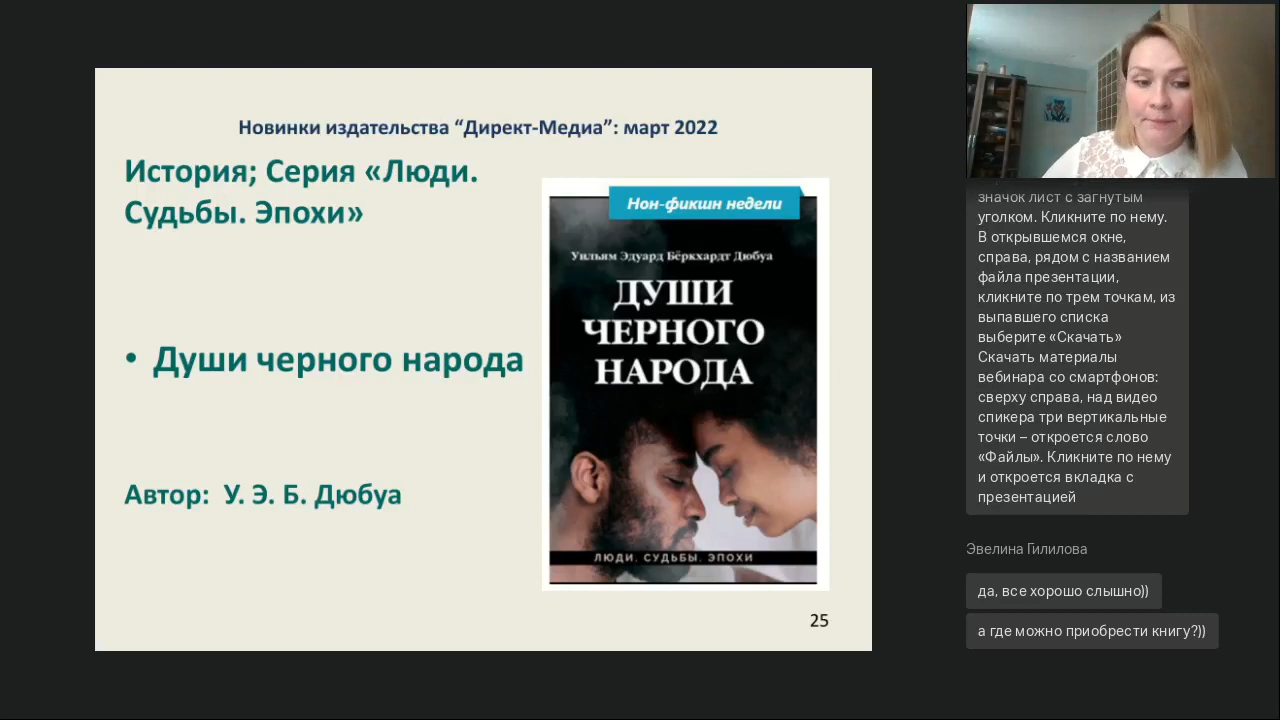 Новинки издательства “Директ-Медиа”: март 2022
История; Серия «Люди.
Судьбы. Эпохи»
• Души черного народа
Автор:  У. Э. Б. Дюбуа
Нон-фикшн недели
Уильям Эдуард Бёркхардт Дюбуа
ДУШИ
ЧЕРНОГО
НАРОДА
ЛЮДИ. СУДЬБЫ. ЭПОХИ
25
значок лист с загнутым
уголком. Кликните по нему.
В открывшемся окне,
справа, рядом с названием
файла презентации,
кликните по трем точкам, из
выпавшего списка
выберите «Скачать»
Скачать материалы
вебинара со смартфонов:
сверху справа, над видео
спикера три вертикальные
точки – откроется слово
«Файлы». Кликните по нему
и откроется вкладка с
презентацией
Эвелина Гилилова
да, все хорошо слышно))
а где можно приобрести книгу?))